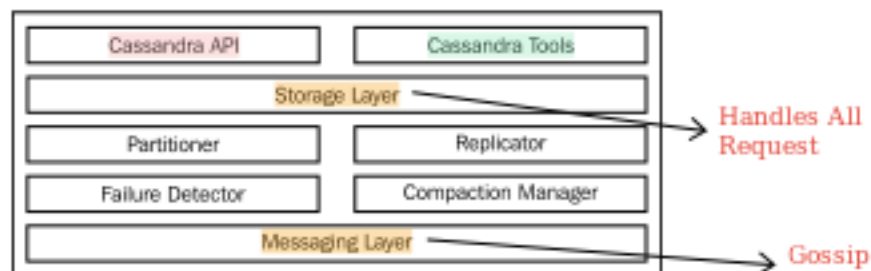 Cassandra API
Cassandra Tools
Storage Layer
Handles All
Request
Partitioner
Replicator
Failure Detector
Compaction Manager
Messaging Layer
Gossip